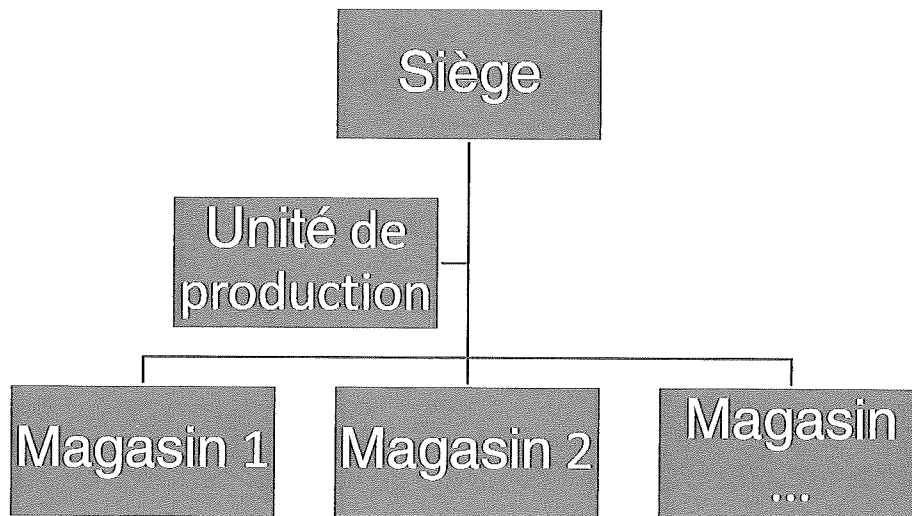 Siège
Unité de
production
Magasin 1
Magasin 2
Magasin
...